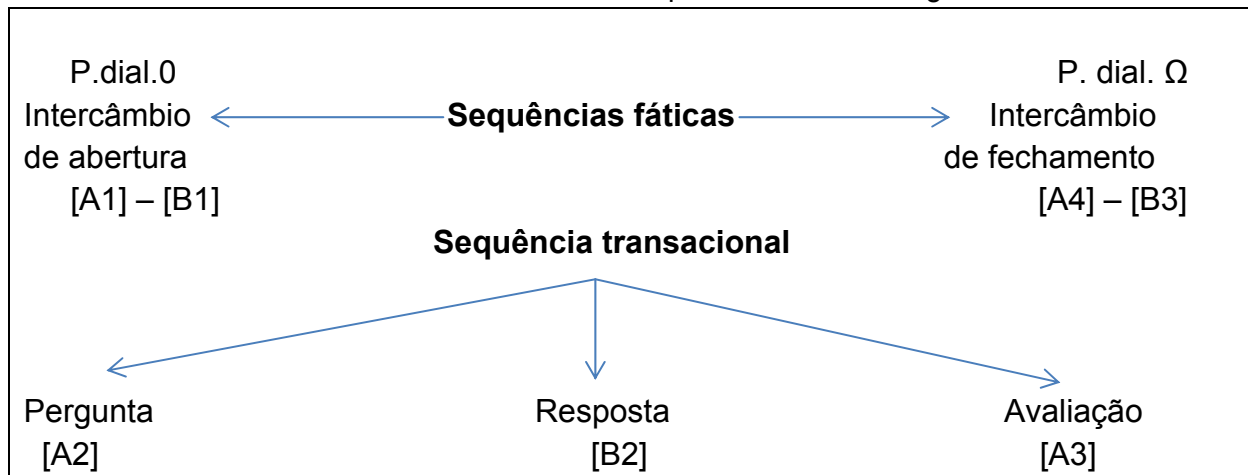 P.dial.0 P. dial. Ω
Intercâmbio Sequências fáticas Intercâmbio
de abertura de fechamento
[A1] – [B1] [A4] – [B3]
Sequência transacional
Pergunta Resposta Avaliação
[A2] [B2] [A3]